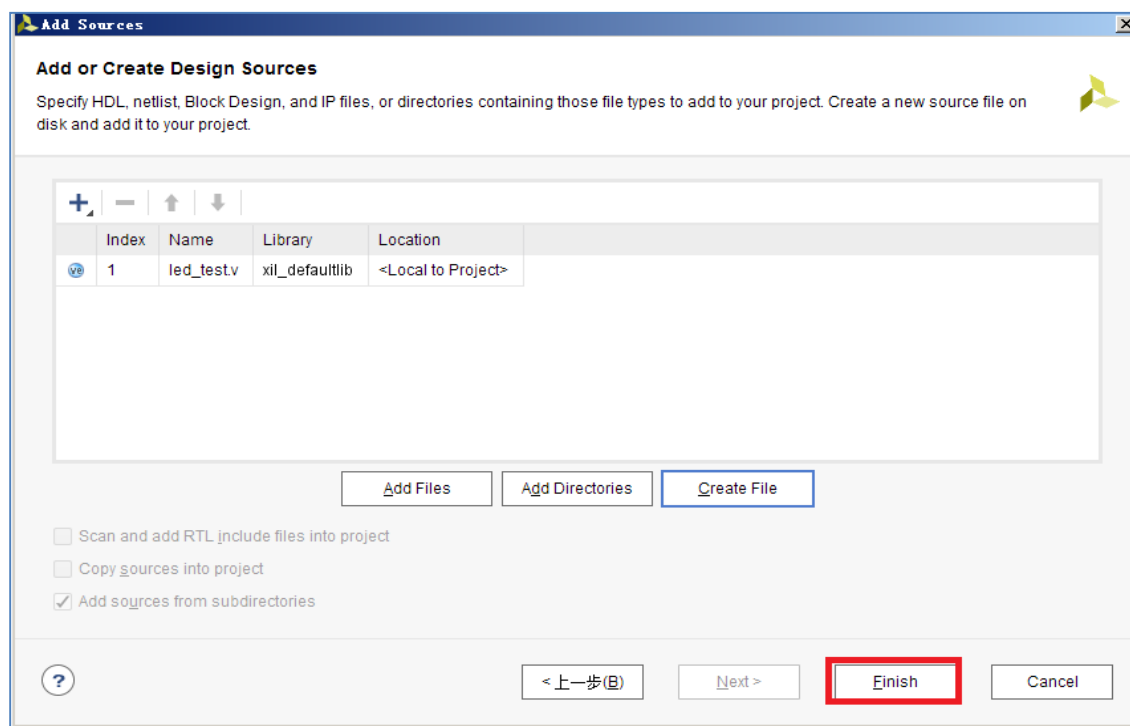 Add Sources
Add or Create Design Sources
Specify HDL, netlist, Block Design, and IP files, or directories containing those file types to add to your project. Create a new source file on
disk and add it to your project.
Index Name Library Location
1 led_test.v xil_defaultlib <Local to Project>
Add Files Add Directories Create File
Scan and add RTL include files into project
Copy sources into project
Add sources from subdirectories
? <上一步(B) Next > Finish Cancel